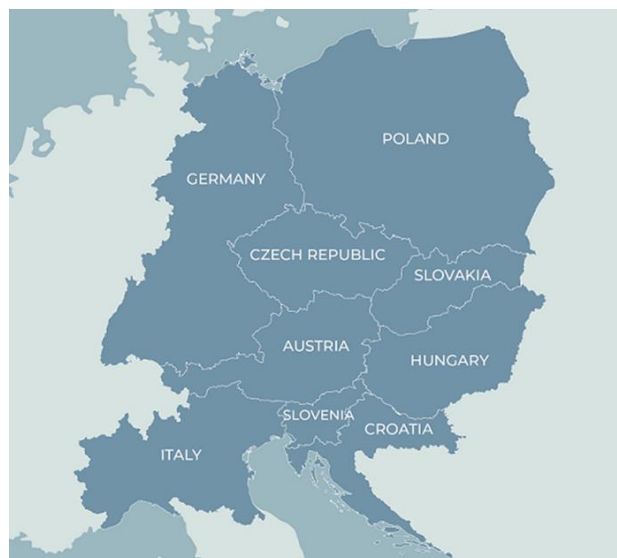 POLAND
GERMANY
CZECH REPUBLIC
SLOVAKIA
AUSTRIA
HUNGARY
SLOVENIA
CROATIA
ITALY